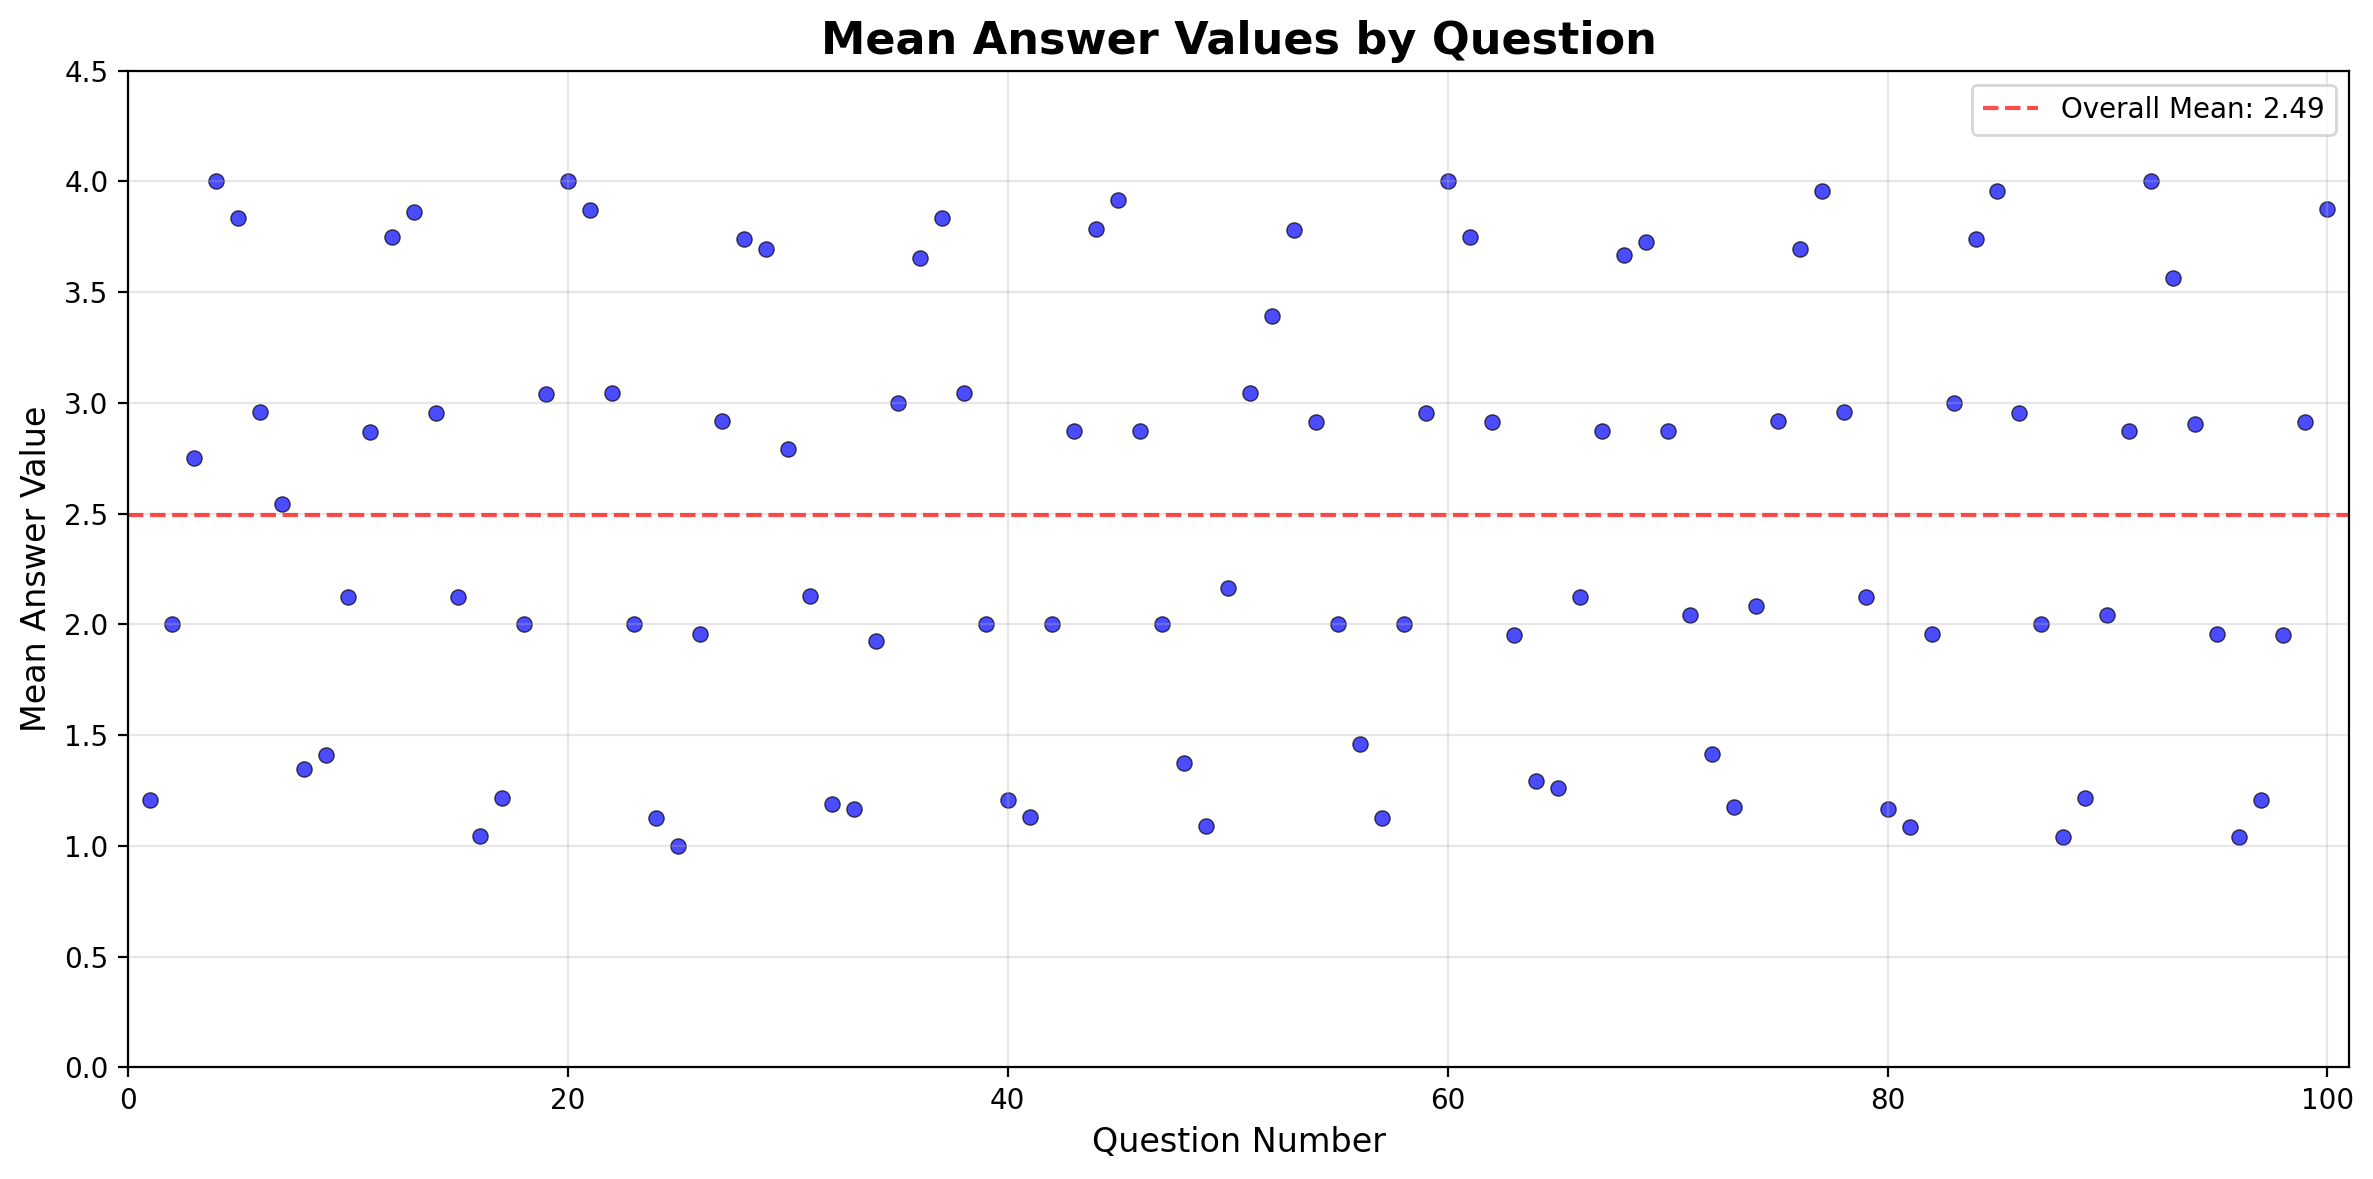 Mean Answer Values by Question
Overall Mean: 2.49
Mean Answer Value
4.5
4.0
3.5
3.0
2.5
2.0
1.5
1.0
0.5
0.0
0 20 40 60 80 100
Question Number